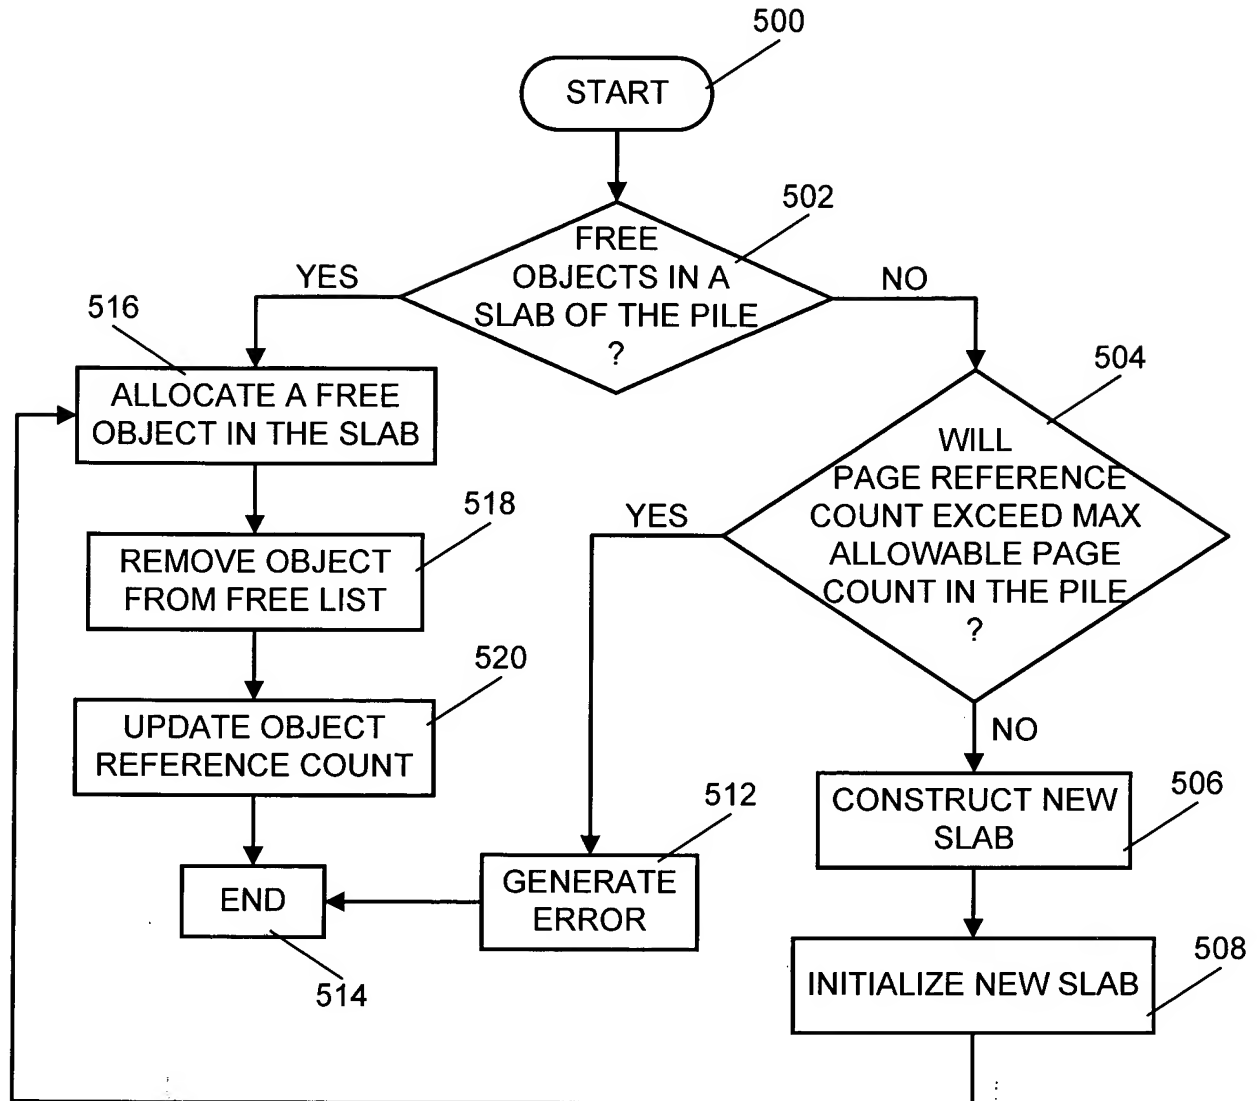 500
START
502
FREE
OBJECTS IN A
SLAB OF THE PILE
?
YES
NO
516
ALLOCATE A FREE
OBJECT IN THE SLAB
504
WILL
PAGE REFERENCE
COUNT EXCEED MAX
ALLOWABLE PAGE
COUNT IN THE PILE
?
YES
NO
518
REMOVE OBJECT
FROM FREE LIST
520
UPDATE OBJECT
REFERENCE COUNT
512
GENERATE
ERROR
END
514
506
CONSTRUCT NEW
SLAB
508
INITIALIZE NEW SLAB